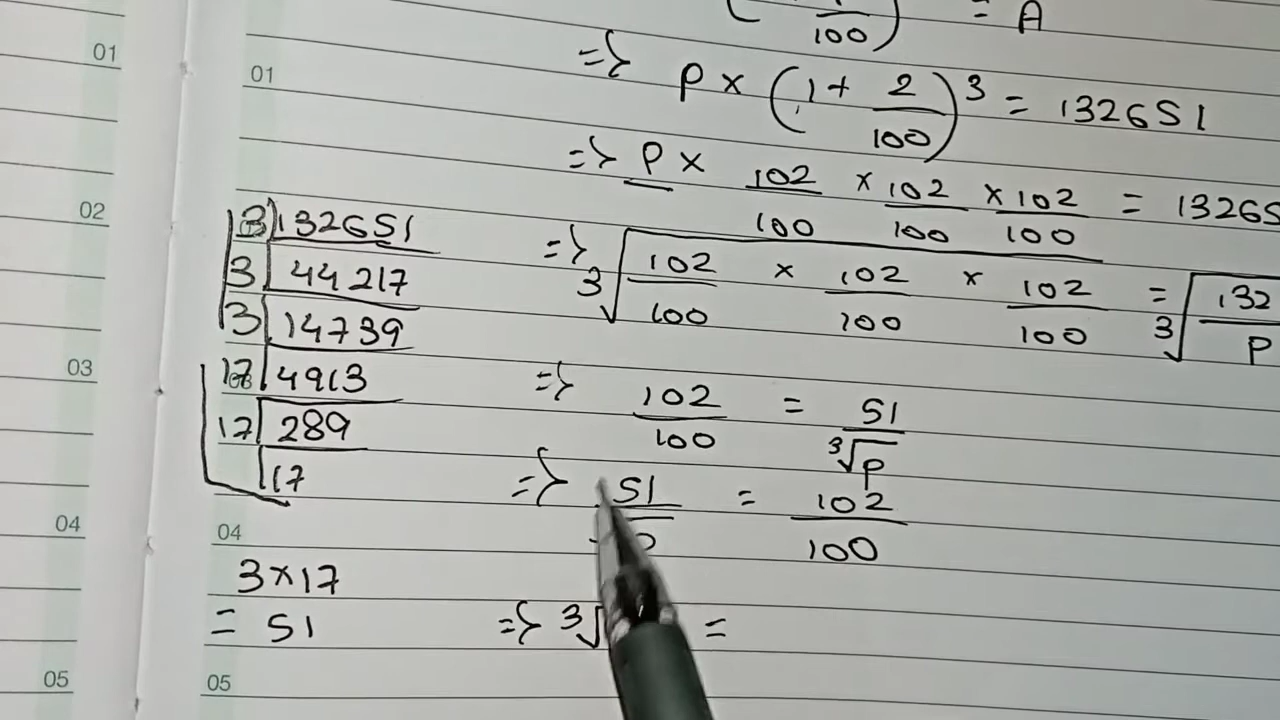 01
01
02
03
04
04
05
05
100 = A
=> P × (1 + 2/100)^3 = 132651
=> P × 102/100 × 102/100 × 102/100 = 1326S
=> ∛(102/100 × 102/100 × 102/100) = ∛(132/P
=> 102/100 = 51/∛P
=> 51 = 102/100
=> ∛ =
3 | 132651
3 | 44217
3 | 14739
17 | 4913
17 | 289
17
3 × 17
= 51